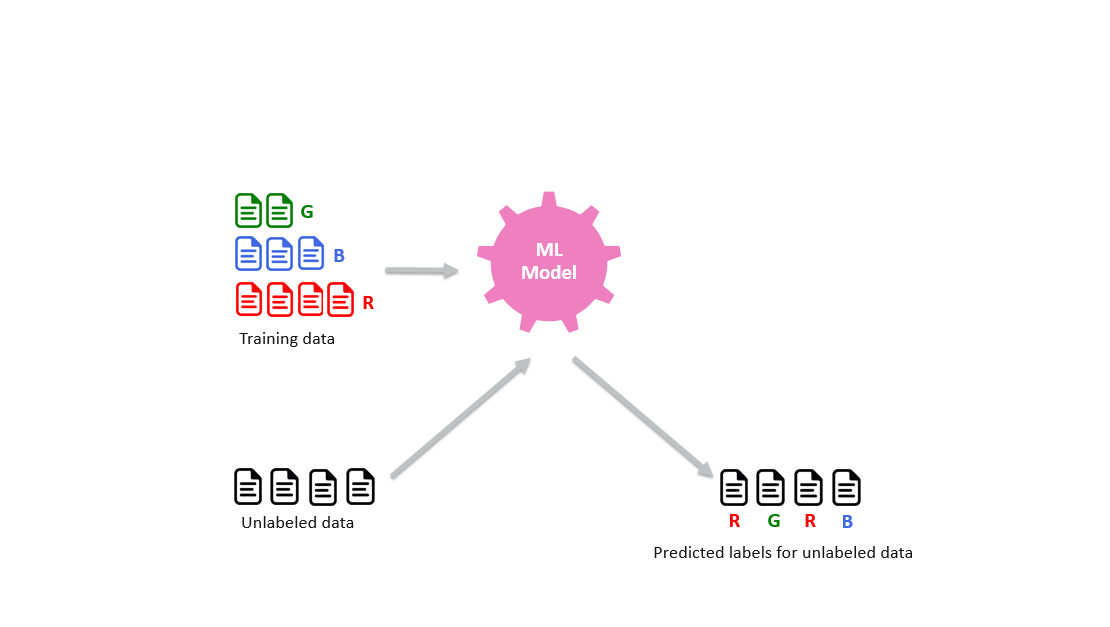 G
B
R
Training data
ML
Model
Unlabeled data
R G R B
Predicted labels for unlabeled data